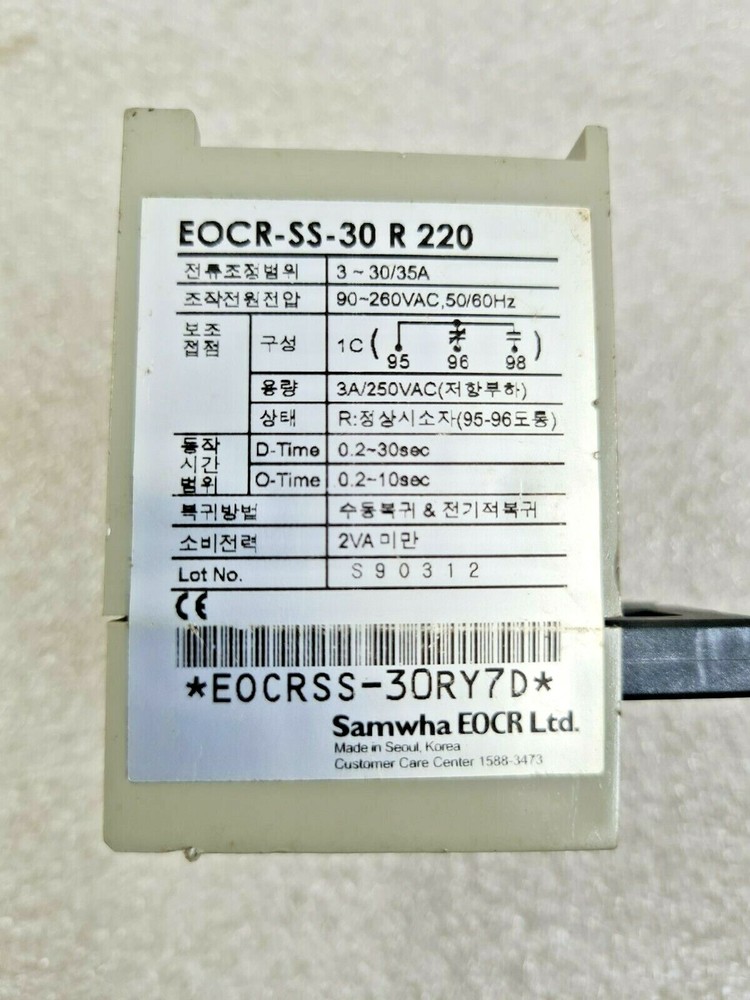 EOCR-SS-30 R 220
전류조정범위 3 ~ 30/35A
조작전원전압 90~260VAC,50/60Hz
보조
접점 구성 1C ( 95 96 98 )
용량 3A/250VAC(저항부하)
상태 R:정상시소자(95-96도통)
동작
시간
범위 D-Time 0.2~30sec
O-Time 0.2~10sec
복귀방법 수동복귀 & 전기적복귀
소비전력 2VA 미만
Lot No. S 9 0 3 1 2
CE
*EOCRSS-30RY7D*
Samwha EOCR Ltd.
Made in Seoul, Korea
Customer Care Center 1588-3473